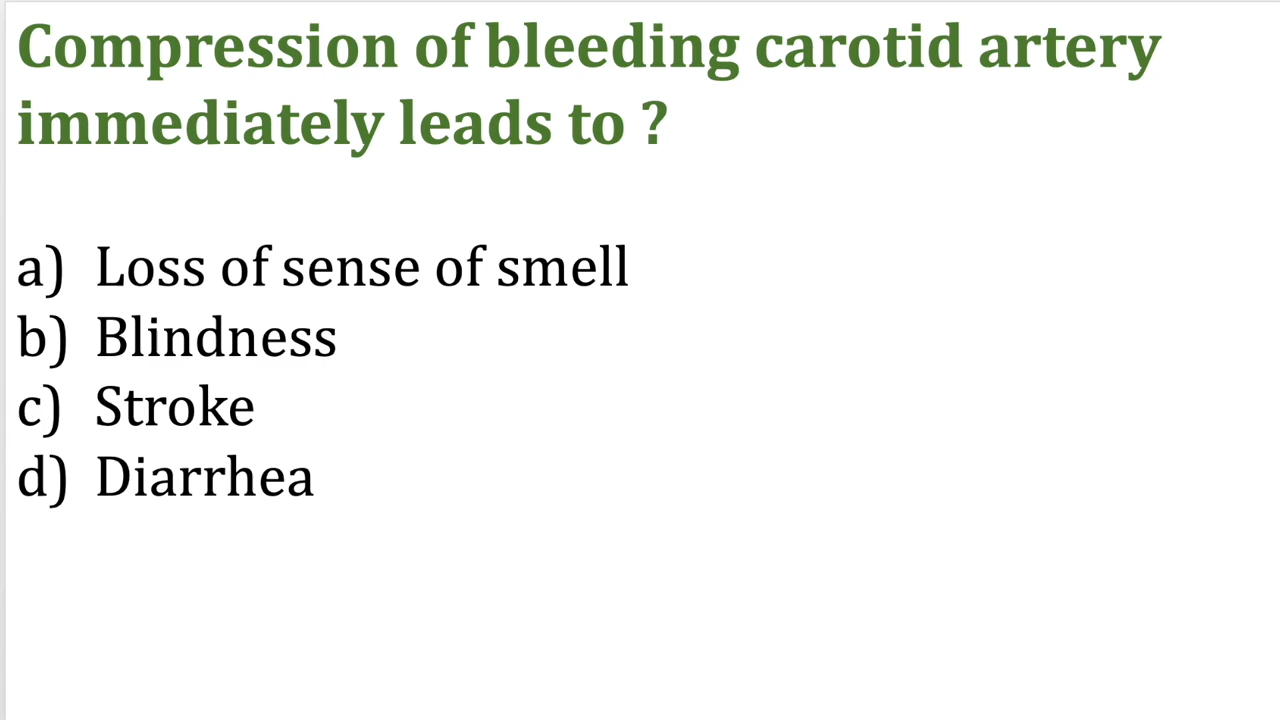 Compression of bleeding carotid artery
immediately leads to ?
a) Loss of sense of smell
b) Blindness
c) Stroke
d) Diarrhea